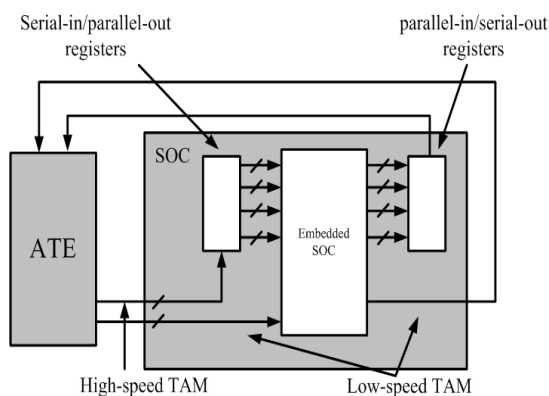 Serial-in/parallel-out
registers
parallel-in/serial-out
registers
SOC
ATE
Embedded
SOC
High-speed TAM
Low-speed TAM